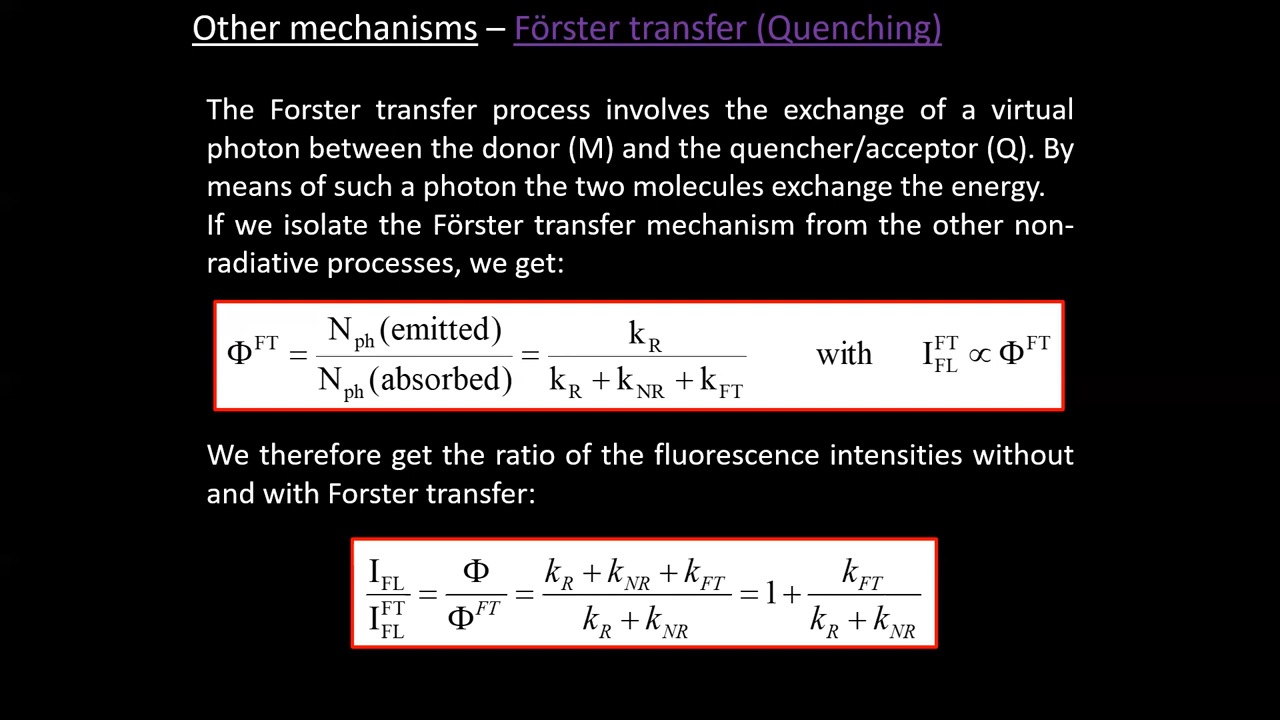 Other mechanisms – Förster transfer (Quenching)
The Forster transfer process involves the exchange of a virtual
photon between the donor (M) and the quencher/acceptor (Q). By
means of such a photon the two molecules exchange the energy.
If we isolate the Förster transfer mechanism from the other non-
radiative processes, we get:
Φ^FT = N_ph (emitted) / N_ph (absorbed) = k_R / (k_R + k_NR + k_FT) with I_FL^FT ∝ Φ^FT
We therefore get the ratio of the fluorescence intensities without
and with Forster transfer:
I_FL / I_FL^FT = Φ / Φ^FT = (k_R + k_NR + k_FT) / (k_R + k_NR) = 1 + k_FT / (k_R + k_NR)